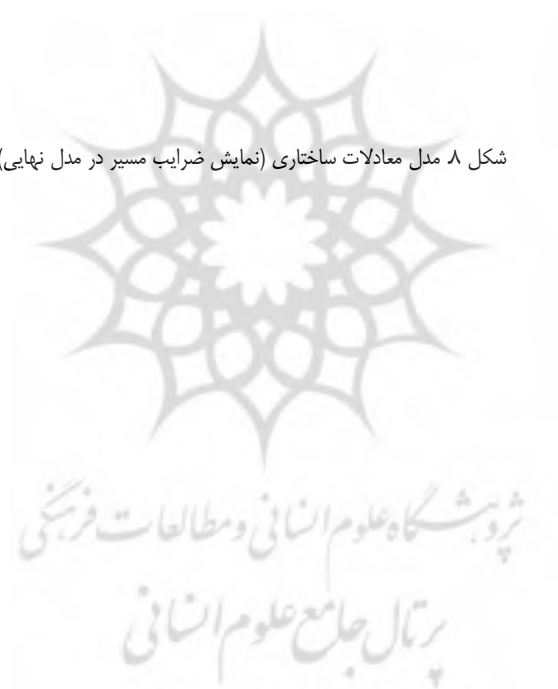 شکل ۸. مدل معادلات ساختاری (نمایش ضرایب مسیر در مدل نهایی)
پژوهشگاه علوم انسانی و مطالعات فرهنگی
پرتال جامع علوم انسانی